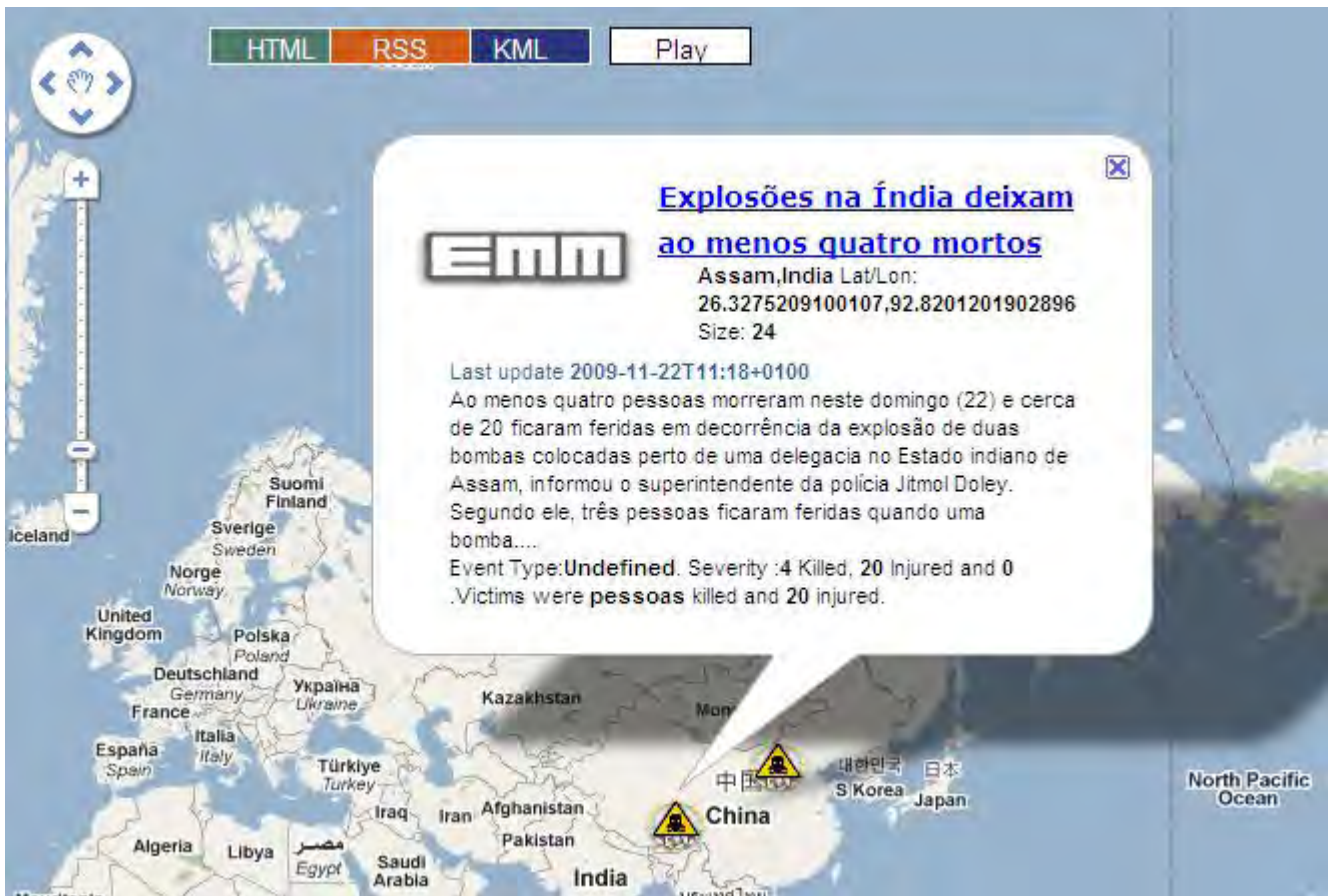 HTML RSS KML Play
Explosões na Índia deixam
ao menos quatro mortos
EMM
Assam,India Lat/Lon:
26.3275209100107,92.8201201902896
Size: 24
Last update 2009-11-22T11:18+0100
Ao menos quatro pessoas morreram neste domingo (22) e cerca
de 20 ficaram feridas em decorrência da explosão de duas
bombas colocadas perto de uma delegacia no Estado indiano de
Assam, informou o superintendente da polícia Jitmol Doley.
Segundo ele, três pessoas ficaram feridas quando uma
bomba....
Event Type:Undefined. Severity :4 Killed, 20 Injured and 0
.Victims were pessoas killed and 20 injured.
Iceland
Suomi
Finland
Sverige
Sweden
Norge
Norway
United
Kingdom
Polska
Poland
Deutschland
Germany
Україна
Ukraine
France
Italia
Italy
España
Spain
Türkiye
Turkey
Kazakhstan
대한민국
S Korea
日本
Japan
North Pacific
Ocean
China
Iraq
Iran
Afghanistan
Pakistan
Algeria
Libya
مصر
Egypt
Saudi
Arabia
India